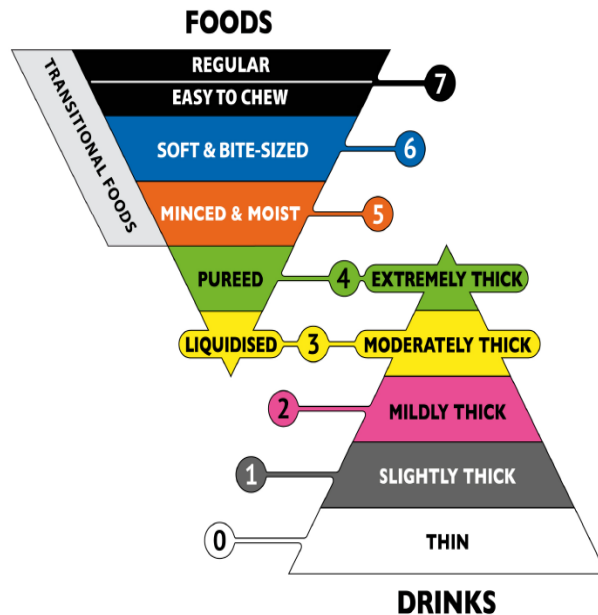 FOODS
TRANSITIONAL FOODS
REGULAR
EASY TO CHEW
7
SOFT & BITE-SIZED
6
MINCED & MOIST
5
PUREED
4
EXTREMELY THICK
LIQUIDISED
3
MODERATELY THICK
2
MILDLY THICK
1
SLIGHTLY THICK
0
THIN
DRINKS